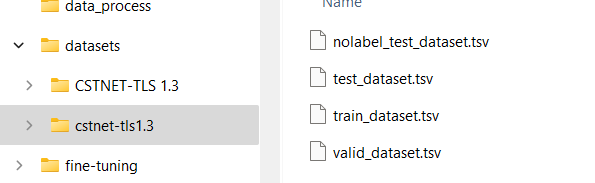 data_process
datasets
CSTNET-TLS 1.3
cstnet-tls1.3
fine-tuning
Name
nolabel_test_dataset.tsv
test_dataset.tsv
train_dataset.tsv
valid_dataset.tsv